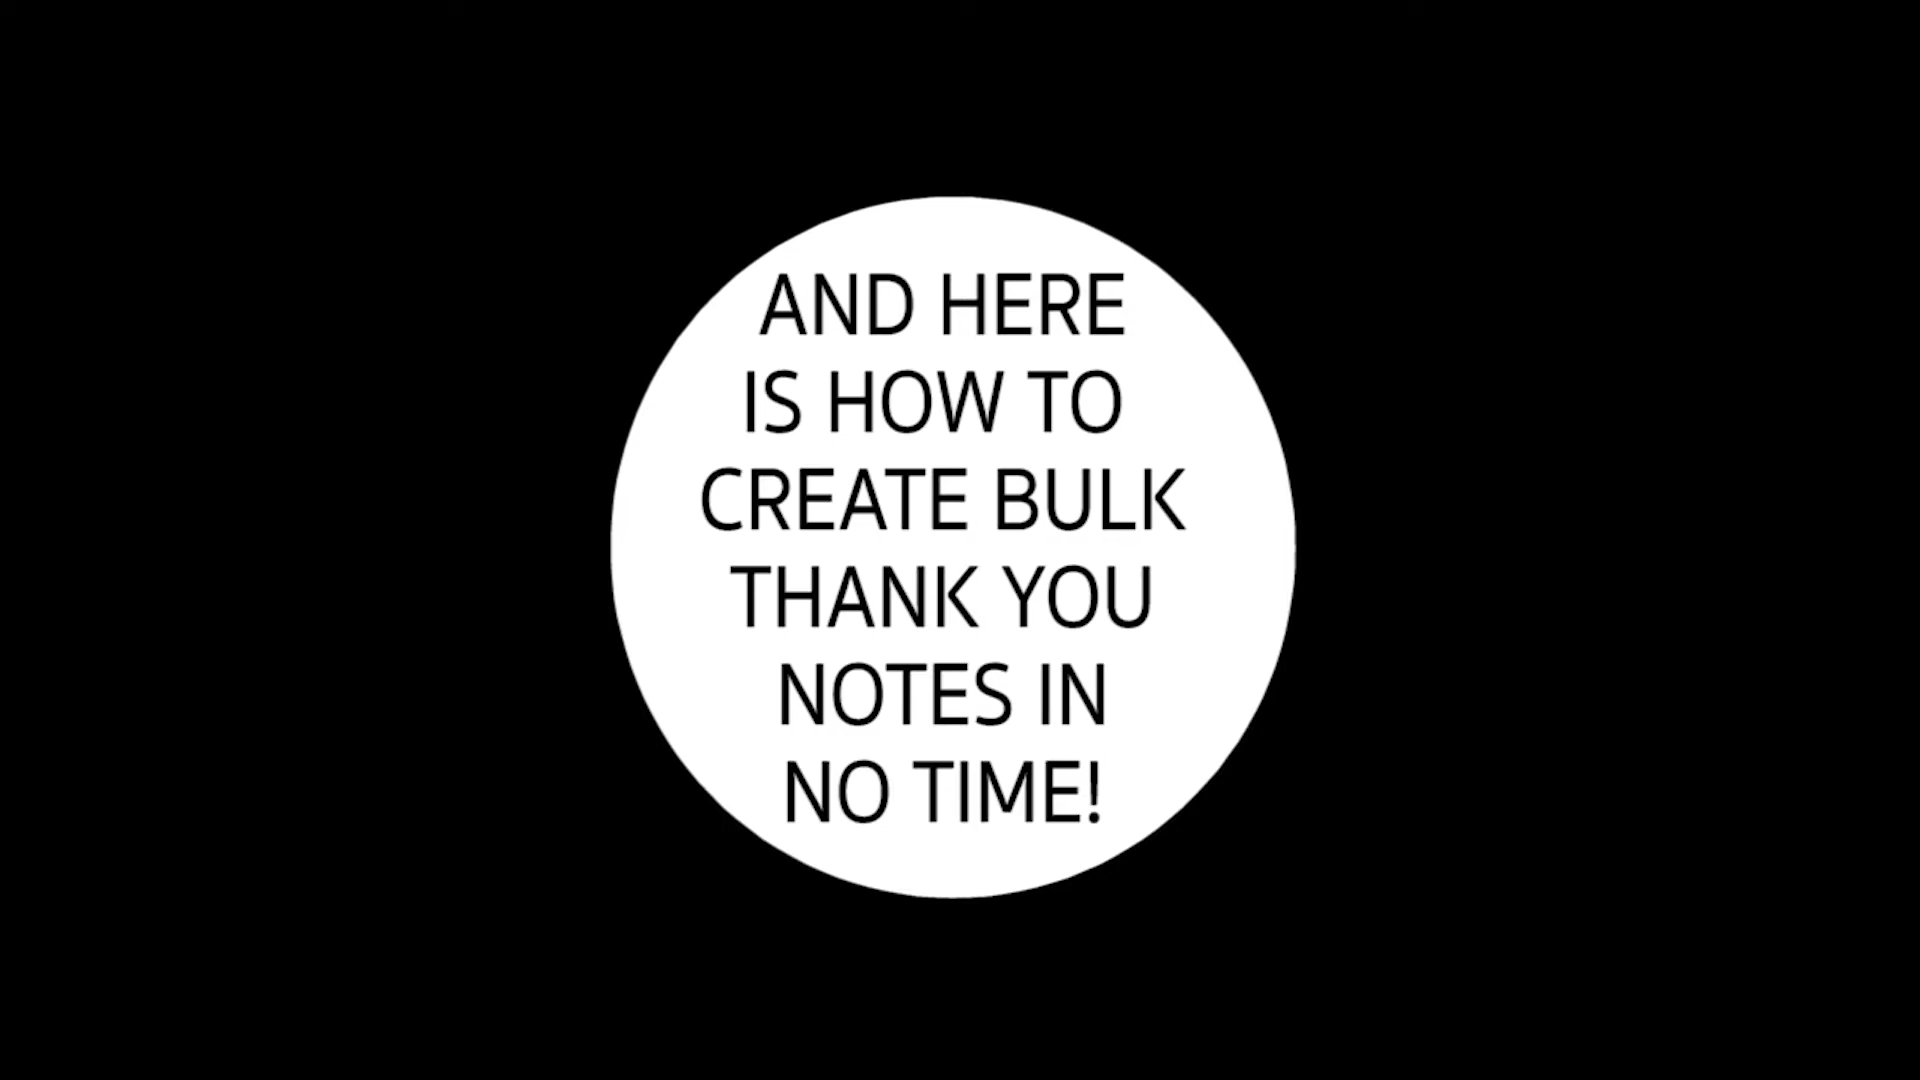 AND HERE
IS HOW TO
CREATE BULK
THANK YOU
NOTES IN
NO TIME!